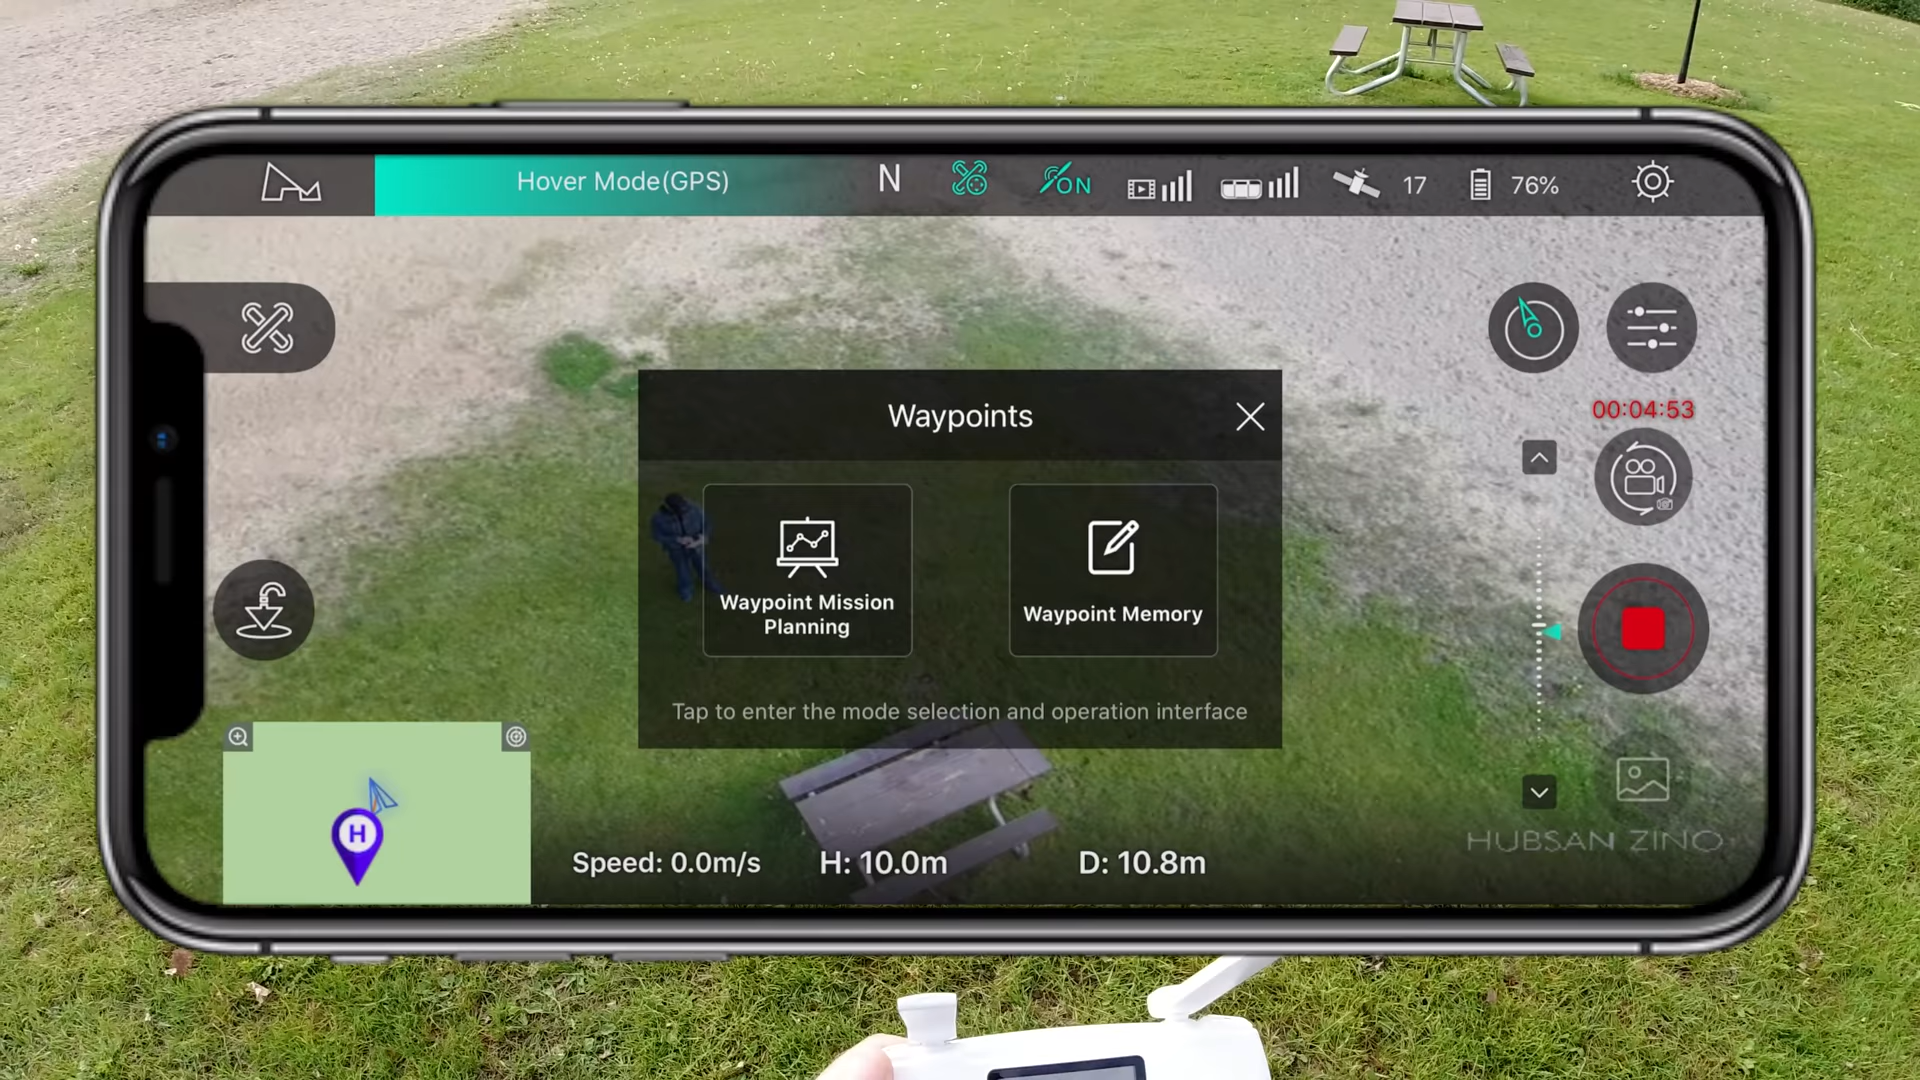 Hover Mode(GPS)
N
ON
17
76%
00:04:53
Waypoints
Waypoint Mission
Planning
Waypoint Memory
Tap to enter the mode selection and operation interface
H
Speed: 0.0m/s
H: 10.0m
D: 10.8m
HUBSAN ZINO